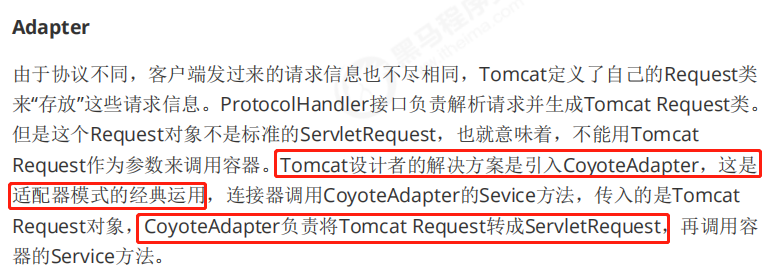 Adapter
由于协议不同，客户端发过来的请求信息也不尽相同，Tomcat定义了自己的Request类
来“存放”这些请求信息。ProtocolHandler接口负责解析请求并生成Tomcat Request类。
但是这个Request对象不是标准的ServletRequest，也就意味着，不能用Tomcat
Request作为参数来调用容器。Tomcat设计者的解决方案是引入CoyoteAdapter，这是
适配器模式的经典运用，连接器调用CoyoteAdapter的Sevice方法，传入的是Tomcat
Request对象，CoyoteAdapter负责将Tomcat Request转成ServletRequest，再调用容
器的Service方法。